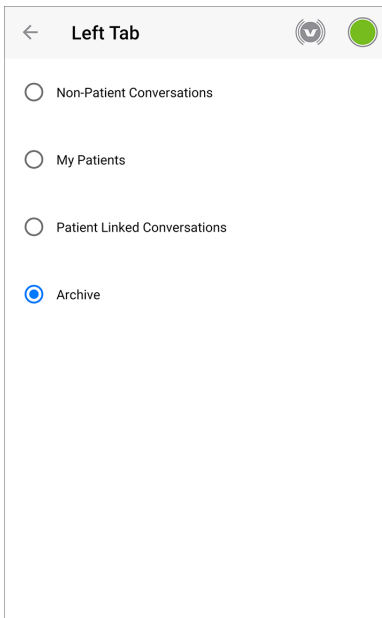 Left Tab
Non-Patient Conversations
My Patients
Patient Linked Conversations
Archive